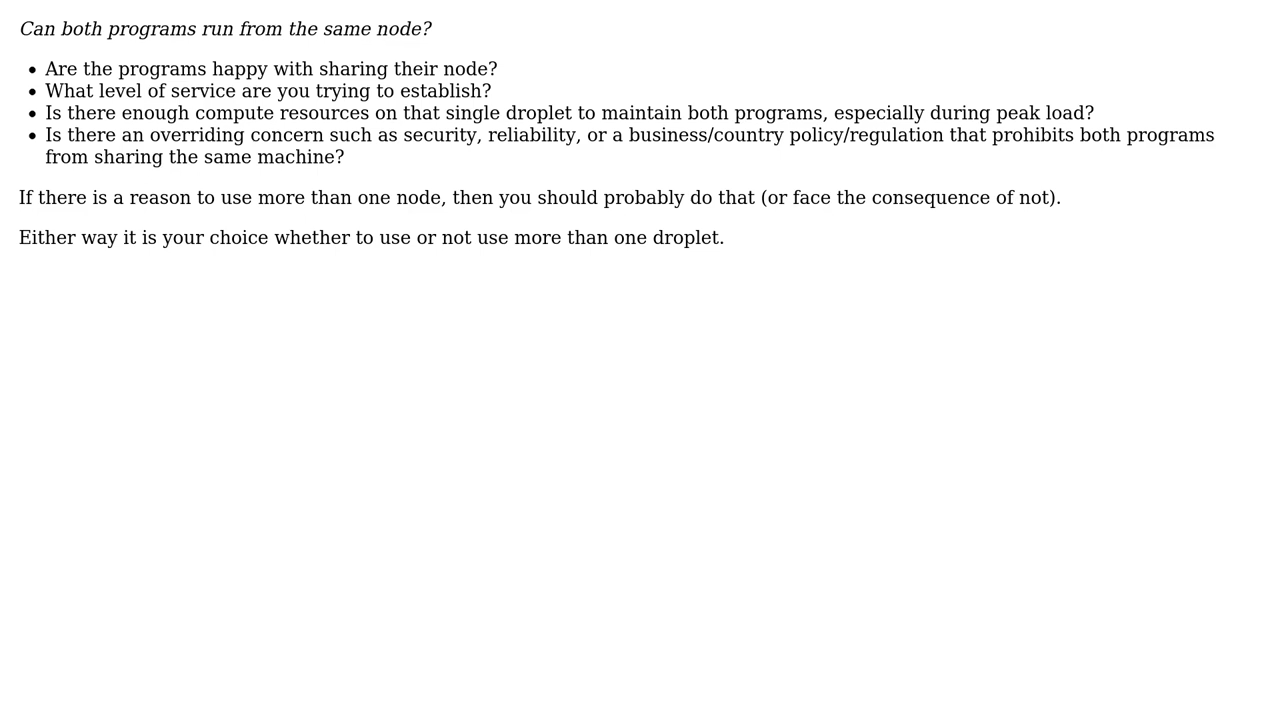 Can both programs run from the same node?
• Are the programs happy with sharing their node?
• What level of service are you trying to establish?
• Is there enough compute resources on that single droplet to maintain both programs, especially during peak load?
• Is there an overriding concern such as security, reliability, or a business/country policy/regulation that prohibits both programs
from sharing the same machine?
If there is a reason to use more than one node, then you should probably do that (or face the consequence of not).
Either way it is your choice whether to use or not use more than one droplet.